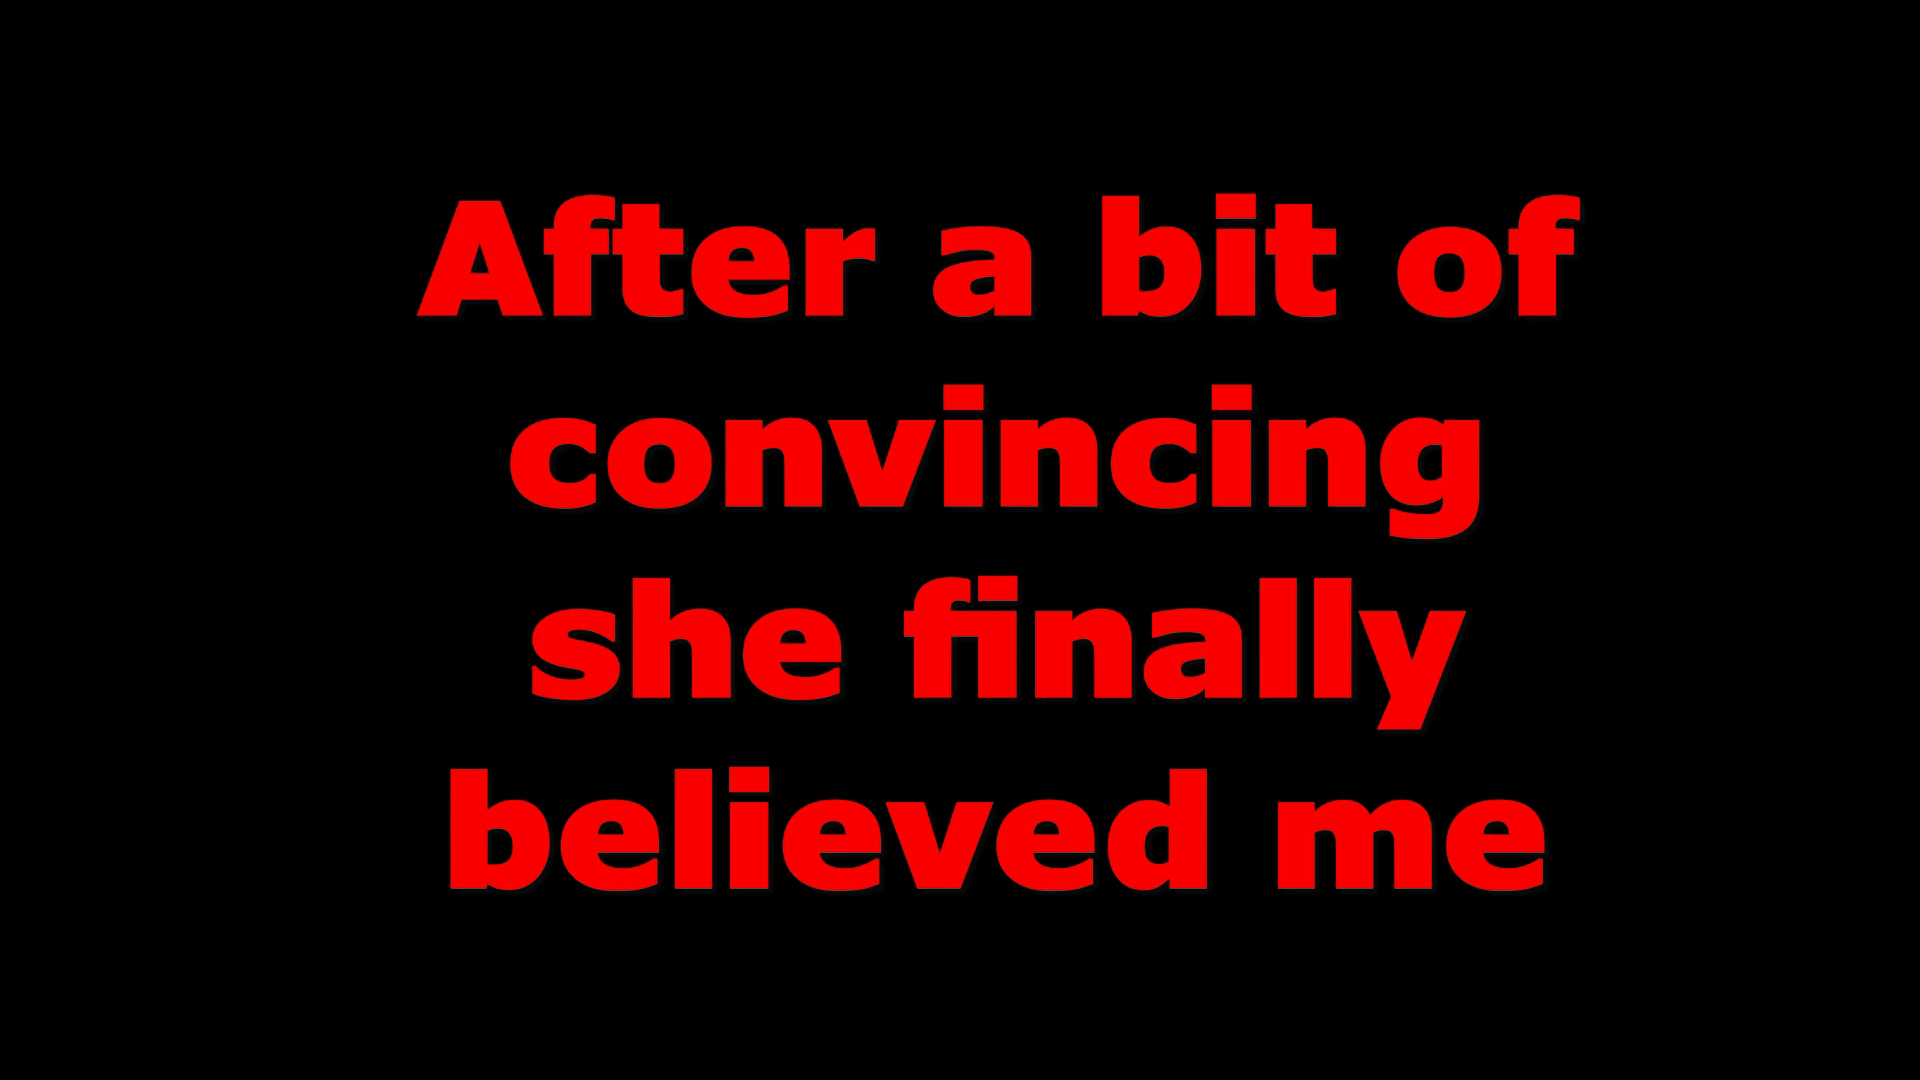 After a bit of
convincing
she finally
believed me